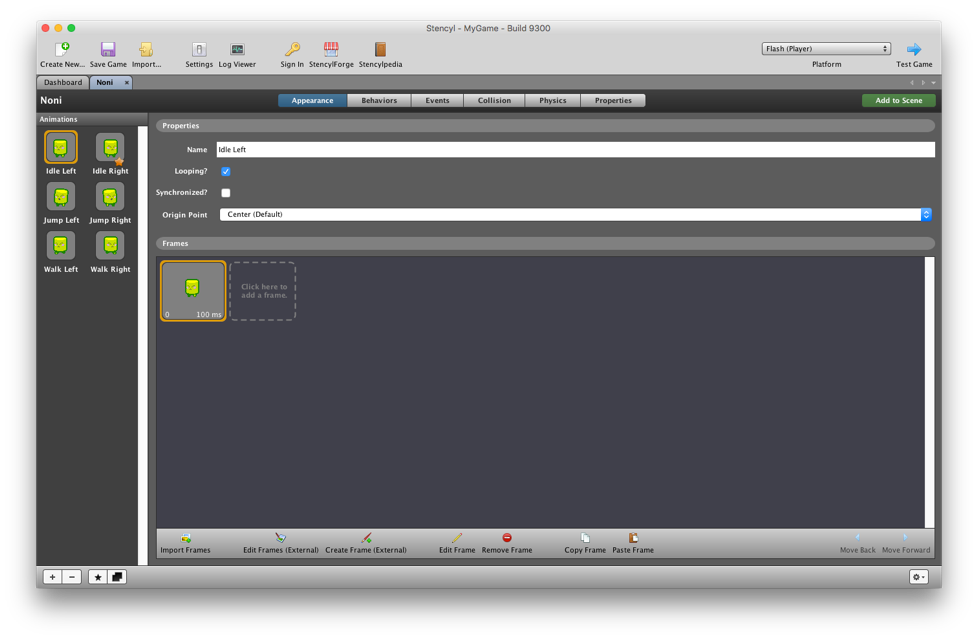 Stencyl - MyGame - Build 9300
Create New... Save Game Import... Settings Log Viewer Sign In StencylForge Stencylpedia
Flash (Player)
Platform
Test Game
Dashboard Noni ×
Noni
Appearance Behaviors Events Collision Physics Properties
Add to Scene
Animations
Idle Left Idle Right
Jump Left Jump Right
Walk Left Walk Right
Properties
Name Idle Left
Looping?
Synchronized?
Origin Point Center (Default)
Frames
0 100 ms
Click here to
add a frame.
Import Frames Edit Frames (External) Create Frame (External) Edit Frame Remove Frame Copy Frame Paste Frame Move Back Move Forward